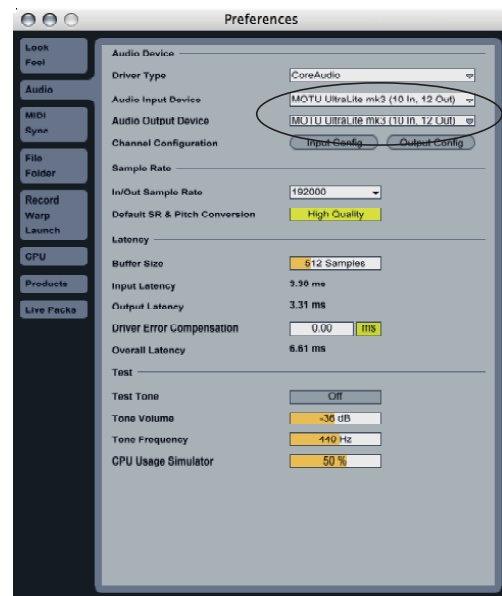 Preferences
Look
Feel
Audio
MIDI
Sync
File
Folder
Record
Warp
Launch
CPU
Products
Live Packs
Audio Device
Driver Type CoreAudio
Audio Input Device MOTU UltraLite mk3 (10 In, 12 Out)
Audio Output Device MOTU UltraLite mk3 (10 In, 12 Out)
Channel Configuration Input Config Output Config
Sample Rate
In/Out Sample Rate 192000
Default SR & Pitch Conversion High Quality
Latency
Buffer Size 512 Samples
Input Latency ms
Output Latency 3.31 ms
Driver Error Compensation 0.00 ms
Overall Latency 6.61 ms
Test
Test Tone Off
Tone Volume -36 dB
Tone Frequency 440 Hz
CPU Usage Simulator 50 %